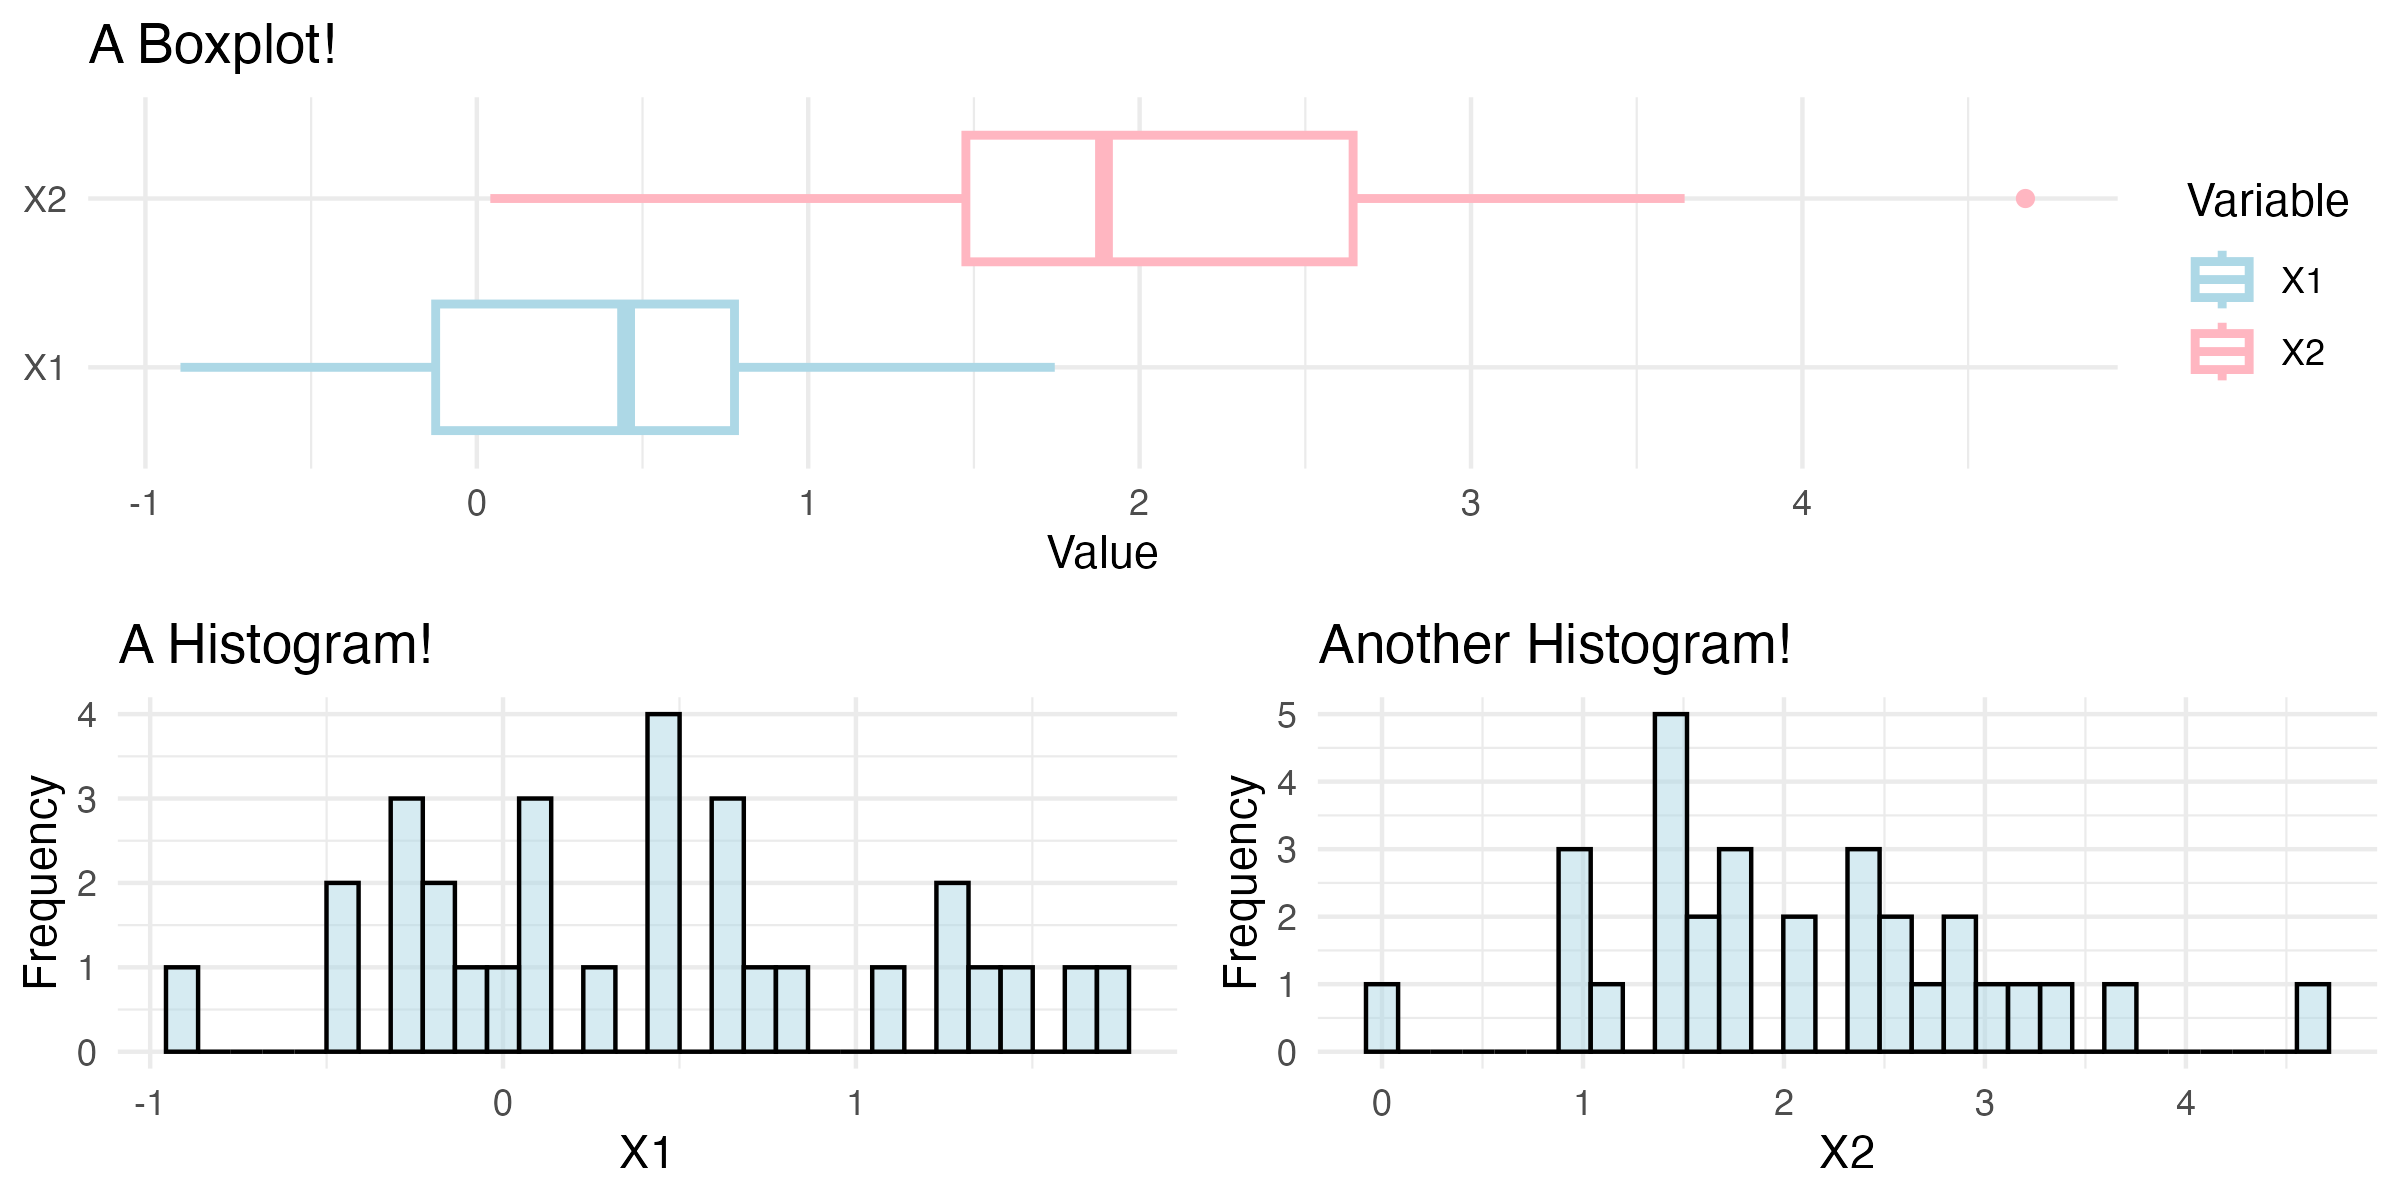 A Boxplot!
X2
X1
-1 0 1 2 3 4
Value
Variable
X1
X2
A Histogram!
Frequency
4
3
2
1
0
-1 0 1
X1
Another Histogram!
Frequency
5
4
3
2
1
0
0 1 2 3 4
X2